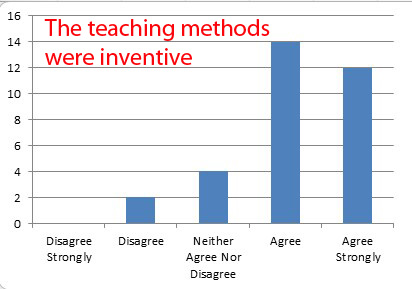 The teaching methods
were inventive
16
14
12
10
8
6
4
2
0
Disagree
Strongly
Disagree
Neither
Agree Nor
Disagree
Agree
Agree
Strongly